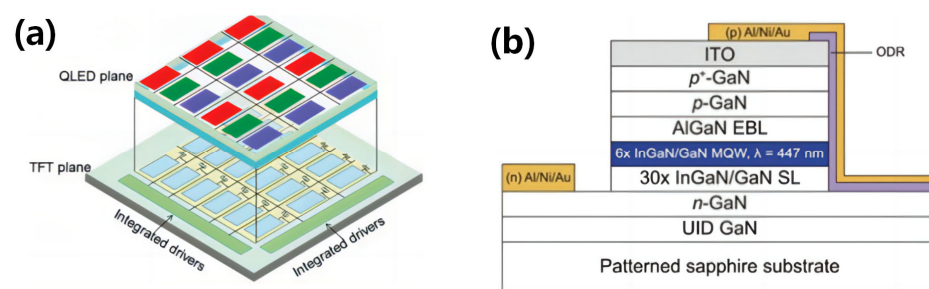 (a)
QLED plane
TFT plane
Integrated drivers
Integrated drivers
(b)
(p) Al/Ni/Au
ITO
ODR
p⁺-GaN
p-GaN
AlGaN EBL
6x InGaN/GaN MQW, λ = 447 nm
(n) Al/Ni/Au
30x InGaN/GaN SL
n-GaN
UID GaN
Patterned sapphire substrate